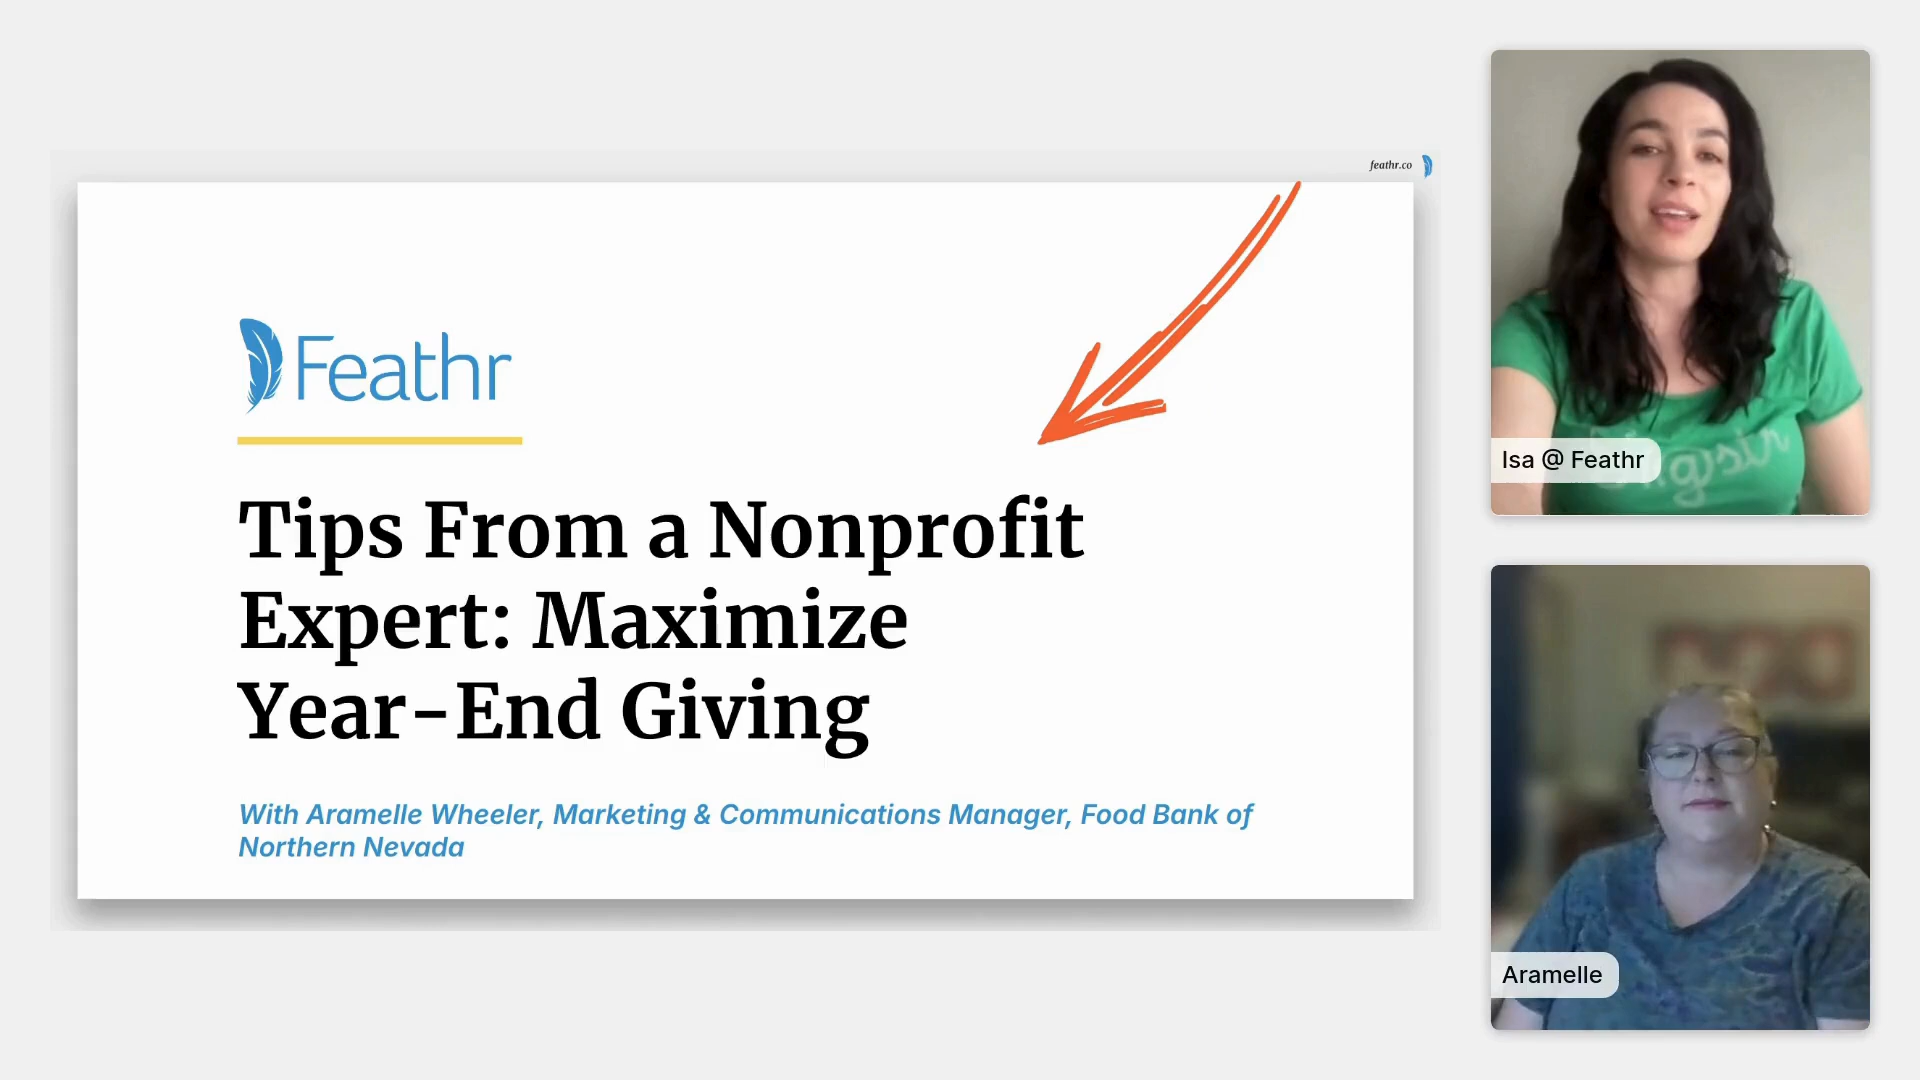 feathr.co
Feathr
Tips From a Nonprofit
Expert: Maximize
Year-End Giving
With Aramelle Wheeler, Marketing & Communications Manager, Food Bank of
Northern Nevada
Isa @ Feathr
Aramelle